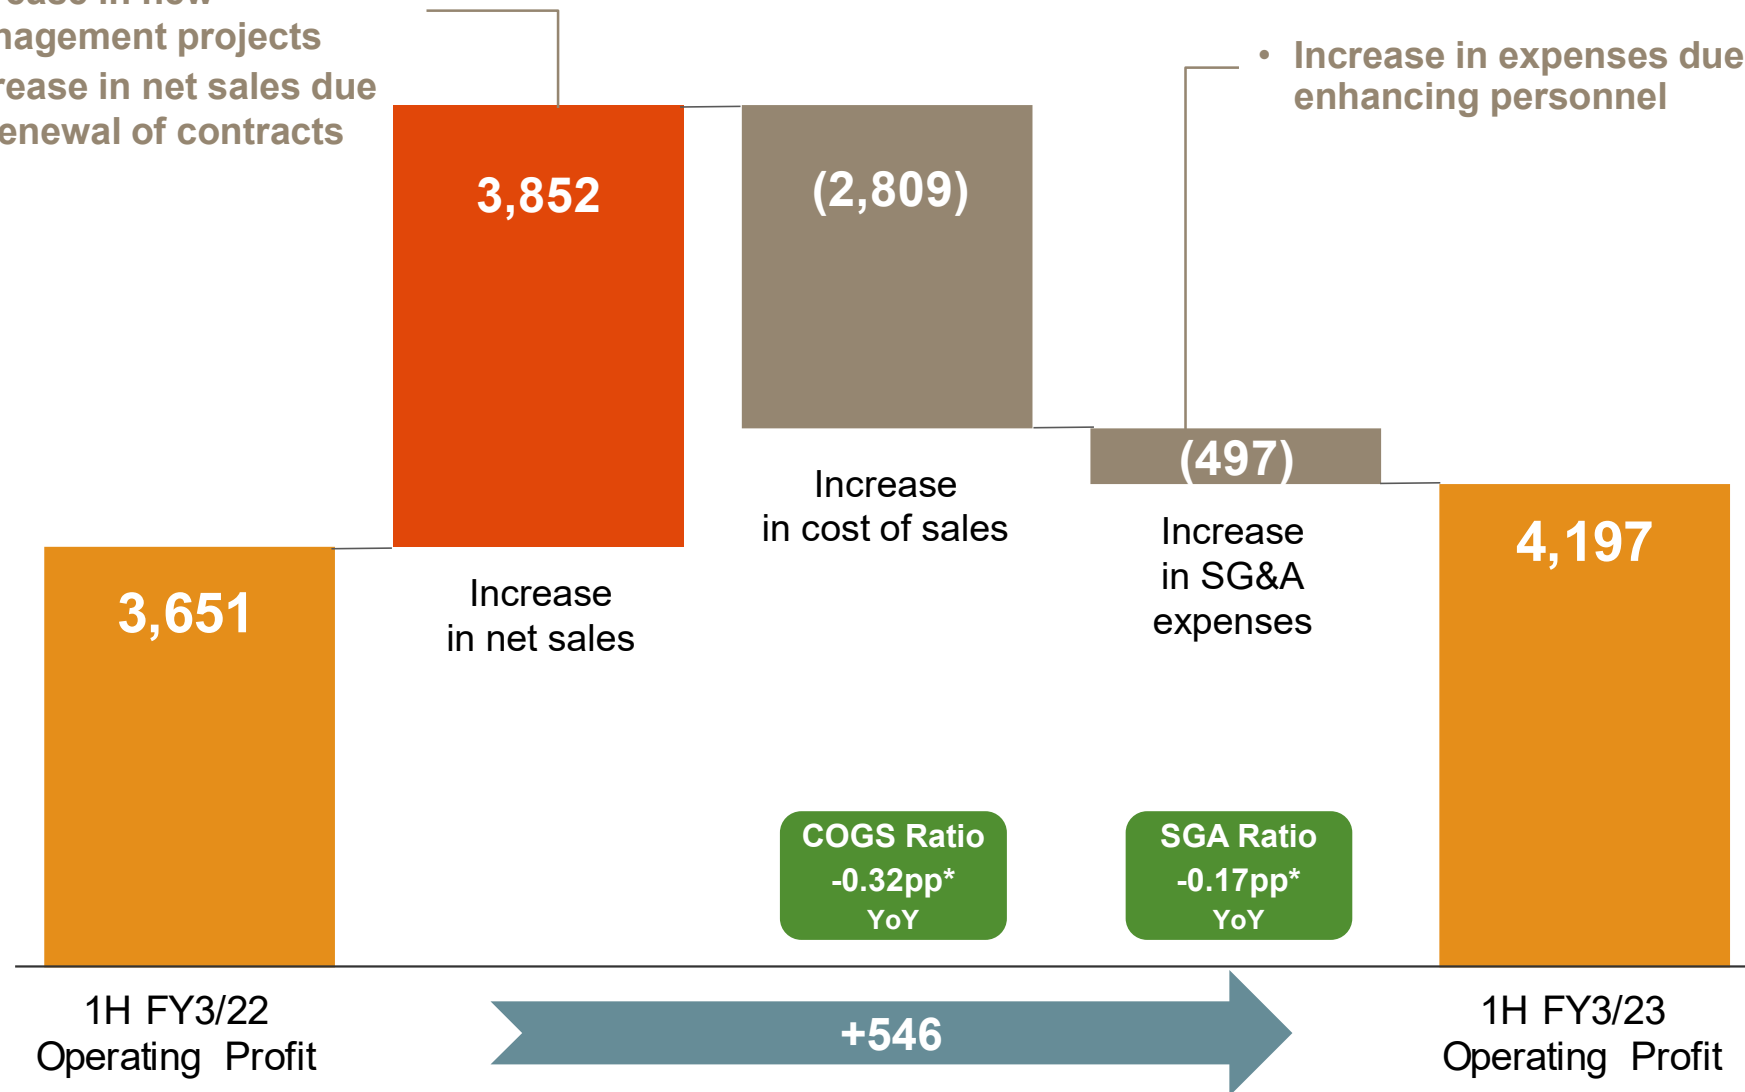 nagement projects
rease in net sales due
enewal of contracts
• Increase in expenses due
enhancing personnel
3,852
(2,809)
(497)
4,197
3,651
Increase
in net sales
Increase
in cost of sales
Increase
in SG&A
expenses
COGS Ratio
-0.32pp*
YoY
SGA Ratio
-0.17pp*
YoY
1H FY3/22
Operating Profit
+546
1H FY3/23
Operating Profit